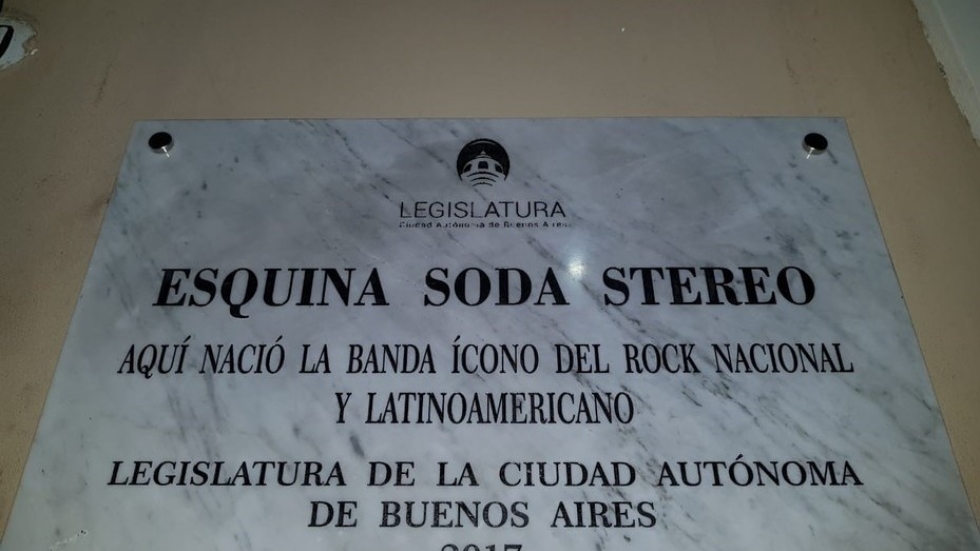 LEGISLATURA
Ciudad Autónoma de Buenos Aires
ESQUINA SODA STEREO
AQUÍ NACIÓ LA BANDA ÍCONO DEL ROCK NACIONAL
Y LATINOAMERICANO
LEGISLATURA DE LA CIUDAD AUTÓNOMA
DE BUENOS AIRES
2017